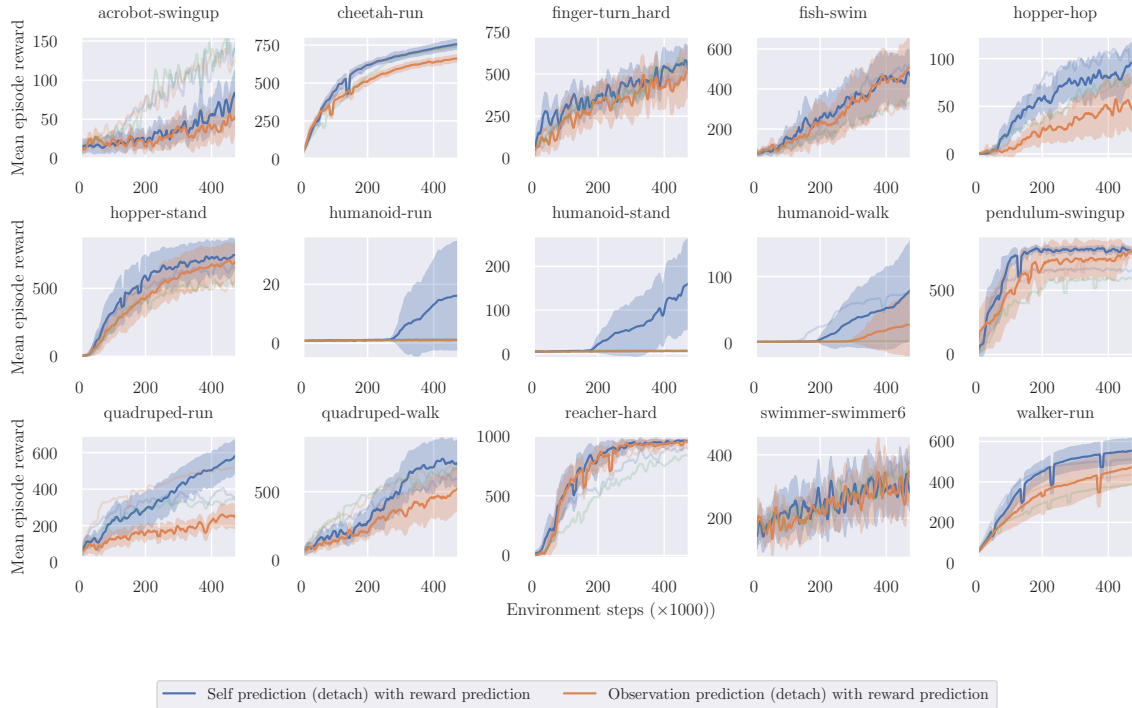 acrobot-swingup cheetah-run finger-turn_hard fish-swim hopper-hop
Mean episode reward
150
100
50
0
0 200 400
750
500
250
0
0 200 400
750
500
250
0
0 200 400
600
400
200
0 200 400
100
50
0
0 200 400
hopper-stand humanoid-run humanoid-stand humanoid-walk pendulum-swingup
Mean episode reward
500
0
0 200 400
20
0
0 200 400
200
100
0
0 200 400
100
0
0 200 400
500
0
0 200 400
quadruped-run quadruped-walk reacher-hard swimmer-swimmer6 walker-run
Mean episode reward
600
400
200
0
0 200 400
500
0
0 200 400
1000
500
0
0 200 400
400
200
0 200 400
600
400
200
0
0 200 400
Environment steps (×1000))
Self prediction (detach) with reward prediction Observation prediction (detach) with reward prediction